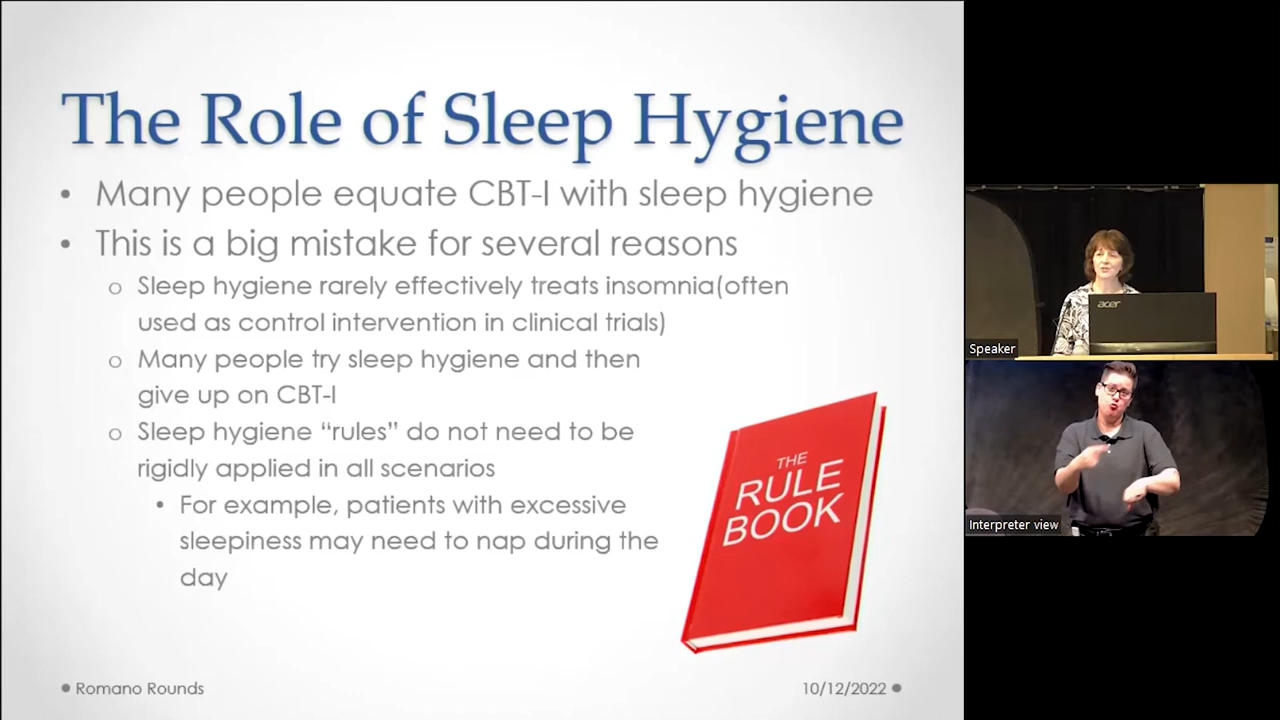 The Role of Sleep Hygiene
• Many people equate CBT-I with sleep hygiene
• This is a big mistake for several reasons
o Sleep hygiene rarely effectively treats insomnia(often
used as control intervention in clinical trials)
o Many people try sleep hygiene and then
give up on CBT-I
o Sleep hygiene “rules” do not need to be
rigidly applied in all scenarios
• For example, patients with excessive
sleepiness may need to nap during the
day
THE
RULE
BOOK
• Romano Rounds
10/12/2022 •
acer
Speaker
Interpreter view